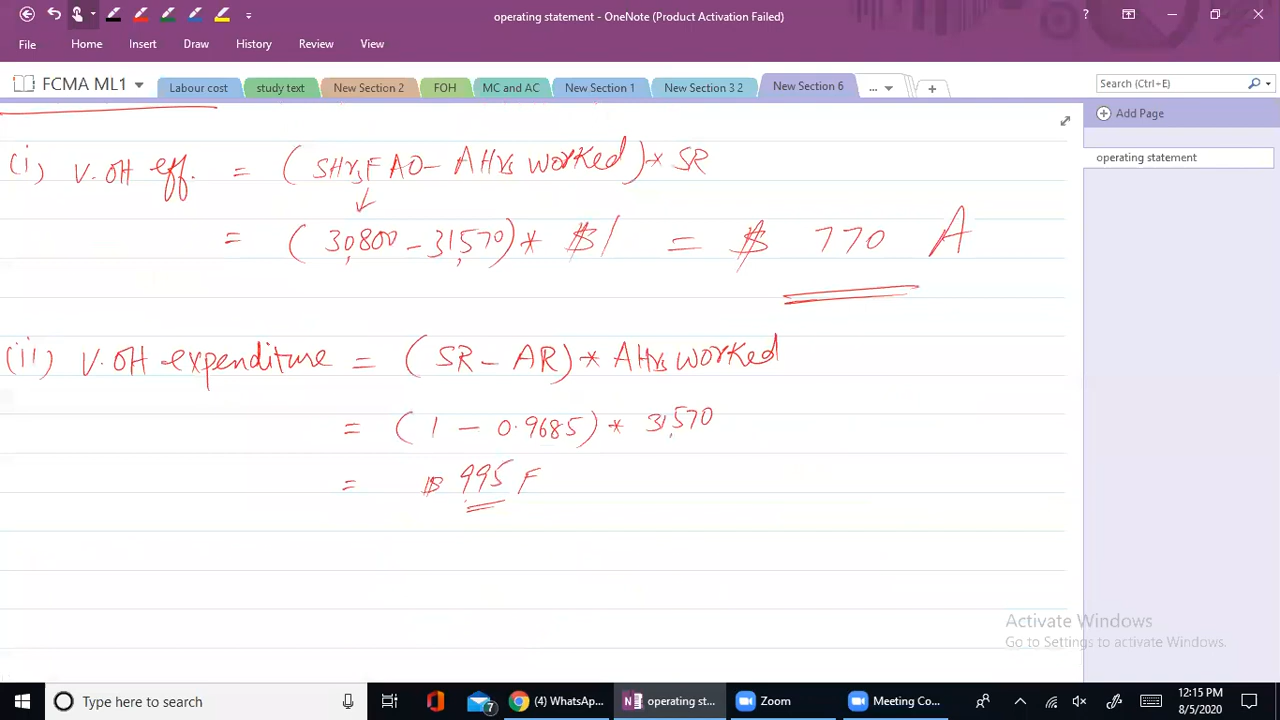 operating statement - OneNote (Product Activation Failed)
File Home Insert Draw History Review View
FCMA ML1
Labour cost study text New Section 2 FOH MC and AC New Section 1 New Section 3 2 New Section 6 ...
Search (Ctrl+E)
Add Page
operating statement
(i) V.OH eff. = (SHrsFAO - AHrs worked) * SR
= (30,800 - 31,570) * $1 = $ 770 A
(ii) V.OH expenditure = (SR - AR) * AHrs worked
= (1 - 0.9685) * 31,570
= $ 995 F
Activate Windows
Go to Settings to activate Windows.
Type here to search
7
(4) WhatsApp...
operating st...
Zoom
Meeting Co...
12:15 PM
8/5/2020